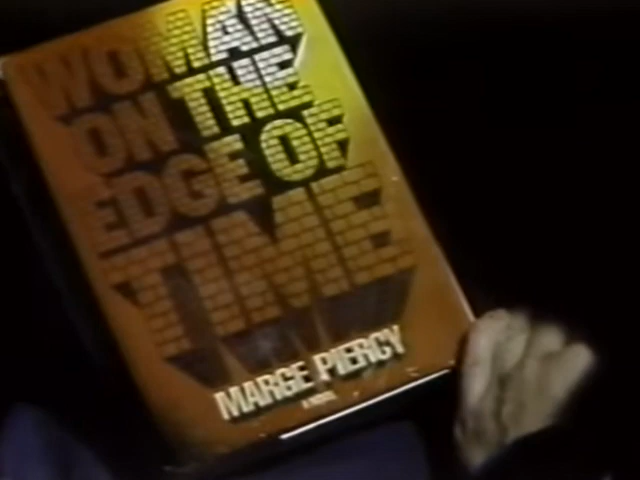 WOMAN
ON THE
EDGE OF
TIME
MARGE PIERCY
A NOVEL